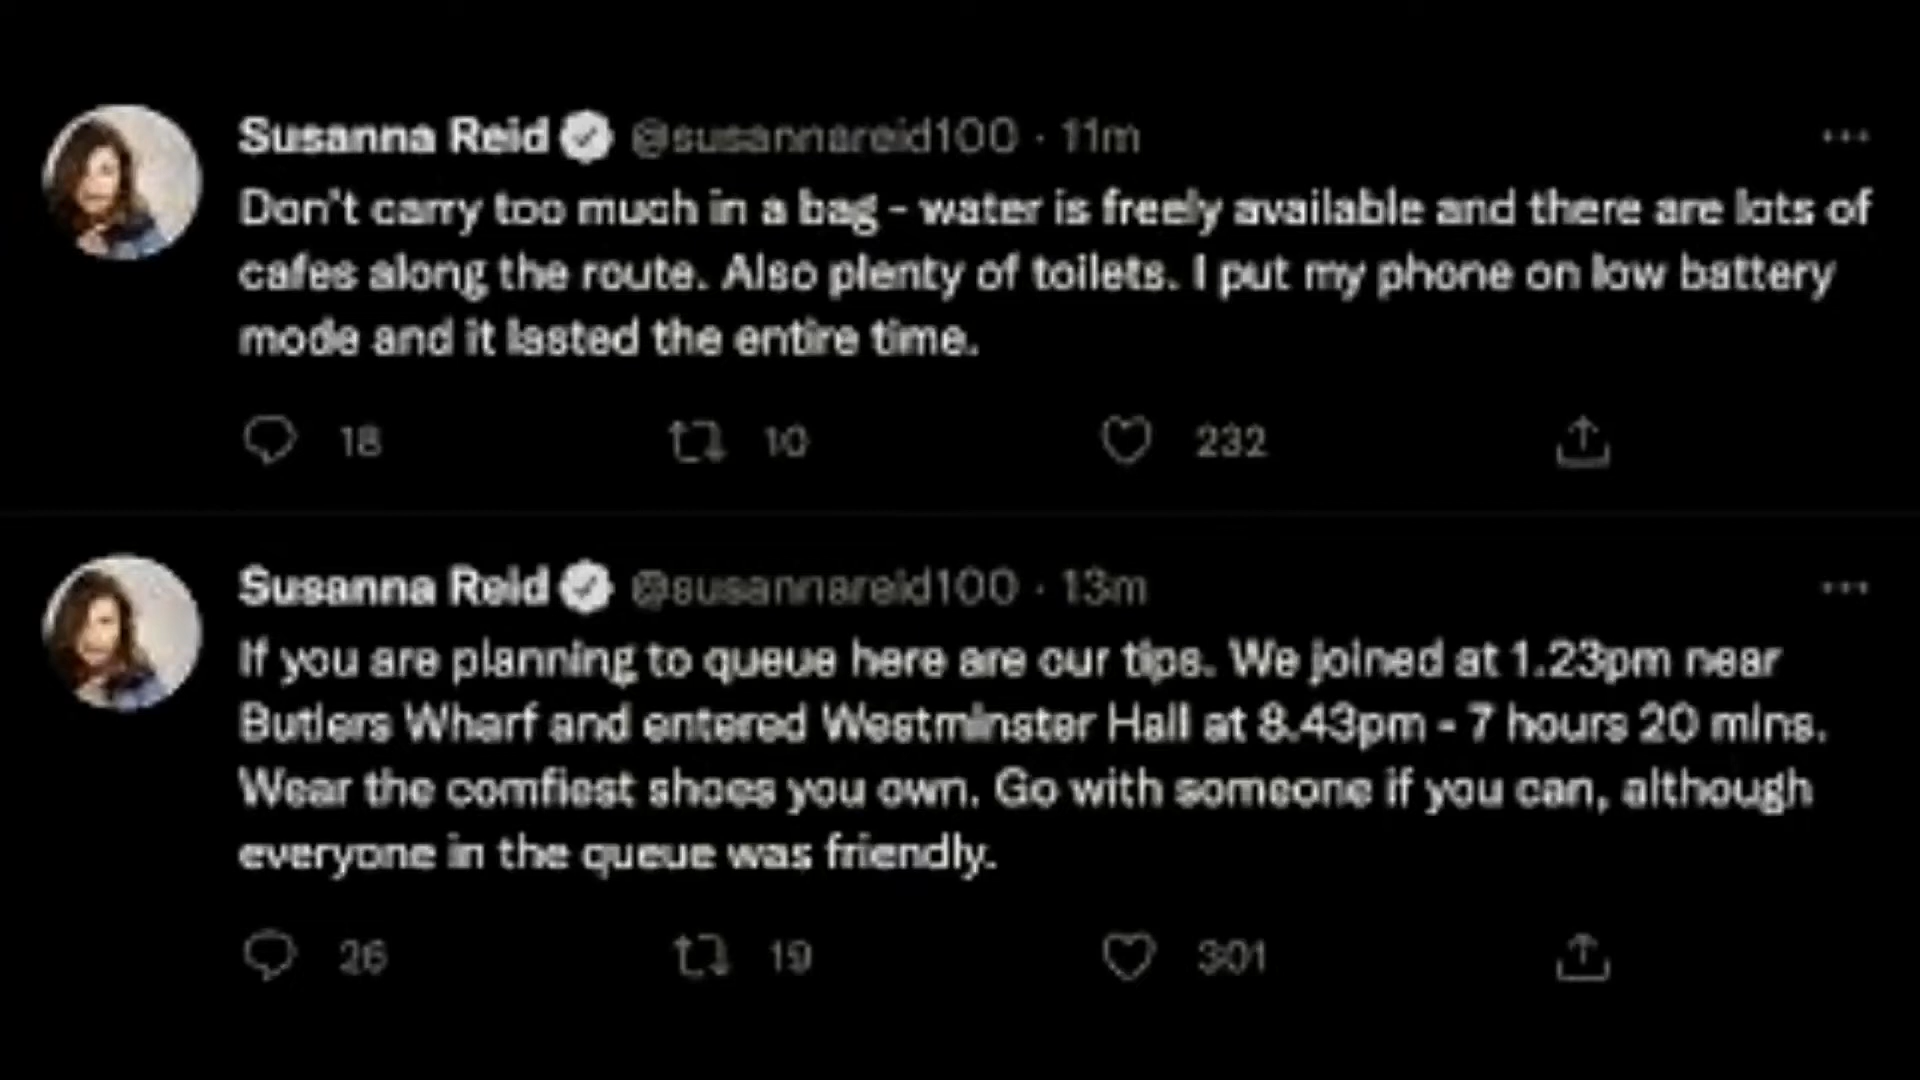 Susanna Reid @susannareid100 · 11m
Don't carry too much in a bag - water is freely available and there are lots of
cafes along the route. Also plenty of toilets. I put my phone on low battery
mode and it lasted the entire time.
18 10 232
Susanna Reid @susannareid100 · 13m
If you are planning to queue here are our tips. We joined at 1.23pm near
Butlers Wharf and entered Westminster Hall at 8.43pm - 7 hours 20 mins.
Wear the comfiest shoes you own. Go with someone if you can, although
everyone in the queue was friendly.
26 19 301